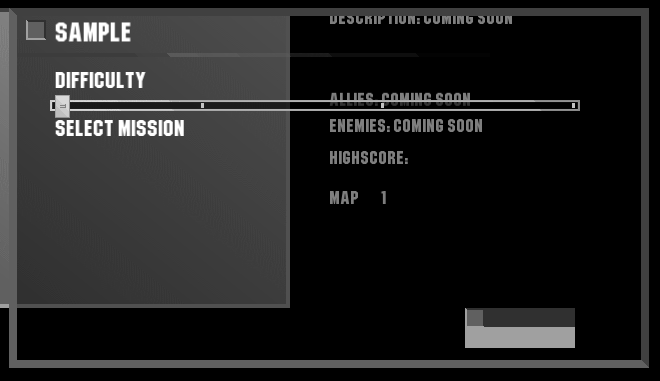 SAMPLE
DIFFICULTY
SELECT MISSION
DESCRIPTION: COMING SOON
ALLIES: COMING SOON
ENEMIES: COMING SOON
HIGHSCORE:
MAP 1